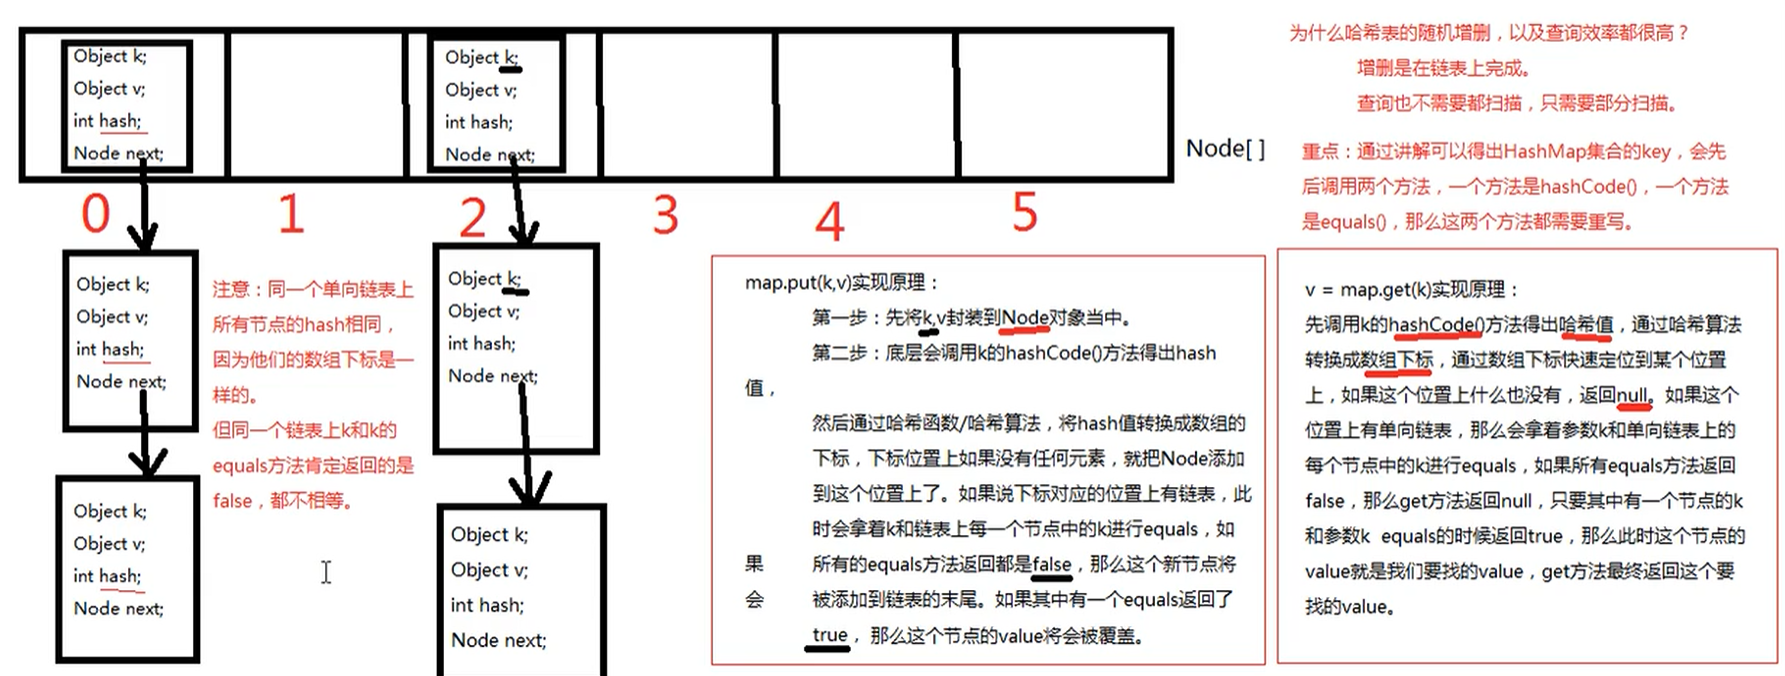 Object k;
Object v;
int hash;
Node next;
Object k;
Object v;
int hash;
Node next;
Node[ ]
0
1
2
3
4
5
Object k;
Object v;
int hash;
Node next;
Object k;
Object v;
int hash;
Node next;
Object k;
Object v;
int hash;
Node next;
Object k;
Object v;
int hash;
Node next;
注意：同一个单向链表上
所有节点的hash相同，
因为他们的数组下标是一
样的。
但同一个链表上k和k的
equals方法肯定返回的是
false，都不相等。
为什么哈希表的随机增删，以及查询效率都很高？
增删是在链表上完成。
查询也不需要都扫描，只需要部分扫描。
重点：通过讲解可以得出HashMap集合的key，会先
后调用两个方法，一个方法是hashCode()，一个方法
是equals()，那么这两个方法都需要重写。
map.put(k,v)实现原理：
第一步：先将k,v封装到Node对象当中。
第二步：底层会调用k的hashCode()方法得出hash
值，
然后通过哈希函数/哈希算法，将hash值转换成数组的
下标，下标位置上如果没有任何元素，就把Node添加
到这个位置上了。如果说下标对应的位置上有链表，此
时会拿着k和链表上每一个节点中的k进行equals，如
果 所有的equals方法返回都是false，那么这个新节点将
会 被添加到链表的末尾。如果其中有一个equals返回了
true，那么这个节点的value将会被覆盖。
v = map.get(k)实现原理：
先调用k的hashCode()方法得出哈希值，通过哈希算法
转换成数组下标，通过数组下标快速定位到某个位置
上，如果这个位置上什么也没有，返回null。如果这个
位置上有单向链表，那么会拿着参数k和单向链表上的
每个节点中的k进行equals，如果所有equals方法返回
false，那么get方法返回null，只要其中有一个节点的k
和参数k equals的时候返回true，那么此时这个节点的
value就是我们要找的value，get方法最终返回这个要
找的value。